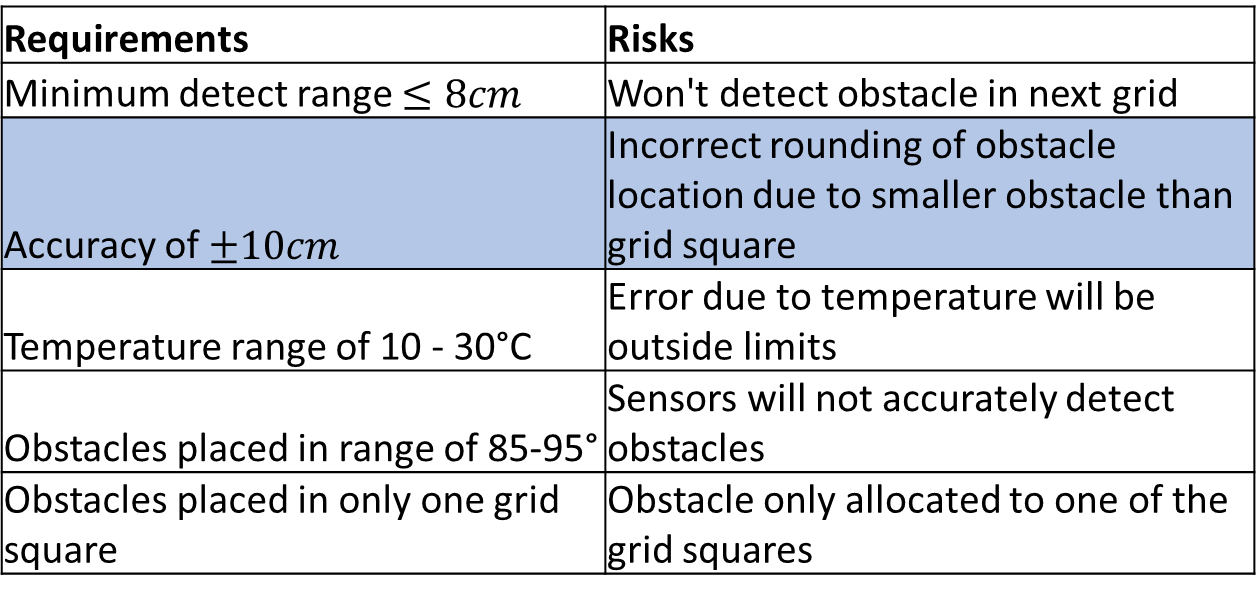 Requirements Risks
Minimum detect range ≤ 8cm Won't detect obstacle in next grid
Incorrect rounding of obstacle
location due to smaller obstacle than
Accuracy of ±10cm grid square
Error due to temperature will be
Temperature range of 10 - 30°C outside limits
Sensors will not accurately detect
Obstacles placed in range of 85-95° obstacles
Obstacles placed in only one grid Obstacle only allocated to one of the
square grid squares